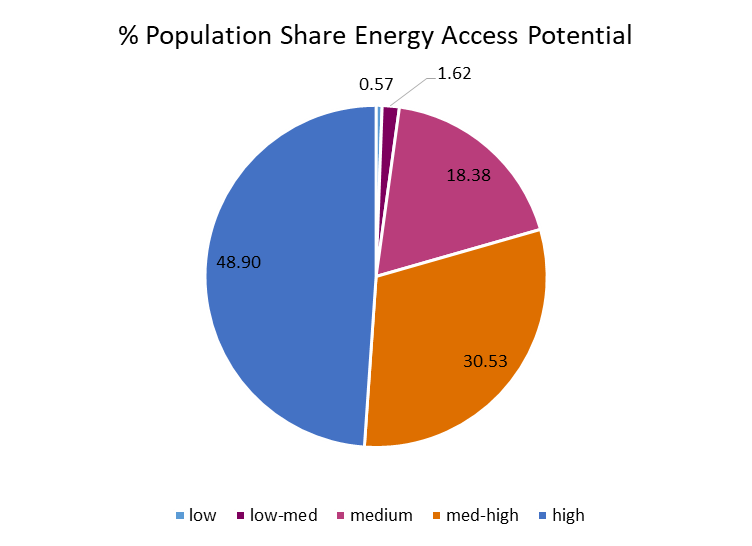 % Population Share Energy Access Potential
0.57
1.62
18.38
48.90
30.53
low low-med medium med-high high